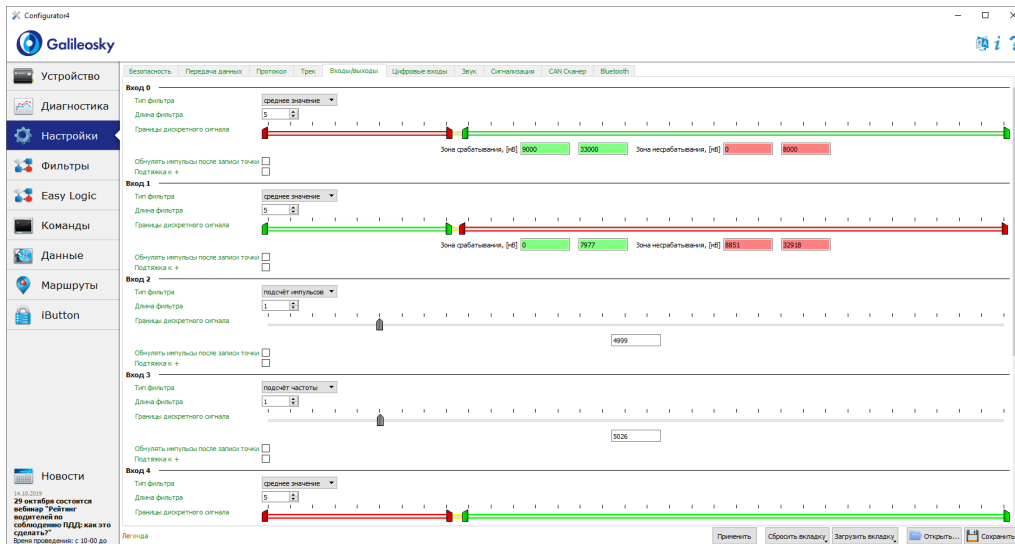 Configurator4
Galileosky
Устройство
Диагностика
Настройки
Фильтры
Easy Logic
Команды
Данные
Маршруты
iButton
Новости
14.10.2019
29 октября состоится
вебинар "Рейтинг
водителей по
соблюдению ПДД: как это
сделать?"
Время проведения: с 10-00 до
Безопасность Передача данных Протокол Трек Входы/выходы Цифровые входы Звук Сигнализация CAN Сканер Bluetooth
Вход 0
Тип фильтра среднее значение
Длина фильтра 5
Границы дискретного сигнала
Зона срабатывания, [мВ] 9000 33000 Зона несрабатывания, [мВ] 0 8000
Обнулять импульсы после записи точки
Подтяжка к +
Вход 1
Тип фильтра среднее значение
Длина фильтра 5
Границы дискретного сигнала
Зона срабатывания, [мВ] 0 7977 Зона несрабатывания, [мВ] 8851 32918
Обнулять импульсы после записи точки
Подтяжка к +
Вход 2
Тип фильтра подсчёт импульсов
Длина фильтра 1
Границы дискретного сигнала
4999
Обнулять импульсы после записи точки
Подтяжка к +
Вход 3
Тип фильтра подсчёт частоты
Длина фильтра 1
Границы дискретного сигнала
5026
Обнулять импульсы после записи точки
Подтяжка к +
Вход 4
Тип фильтра среднее значение
Длина фильтра 5
Границы дискретного сигнала
Легенда
Применить Сбросить вкладку Загрузить вкладку Открыть... Сохранить